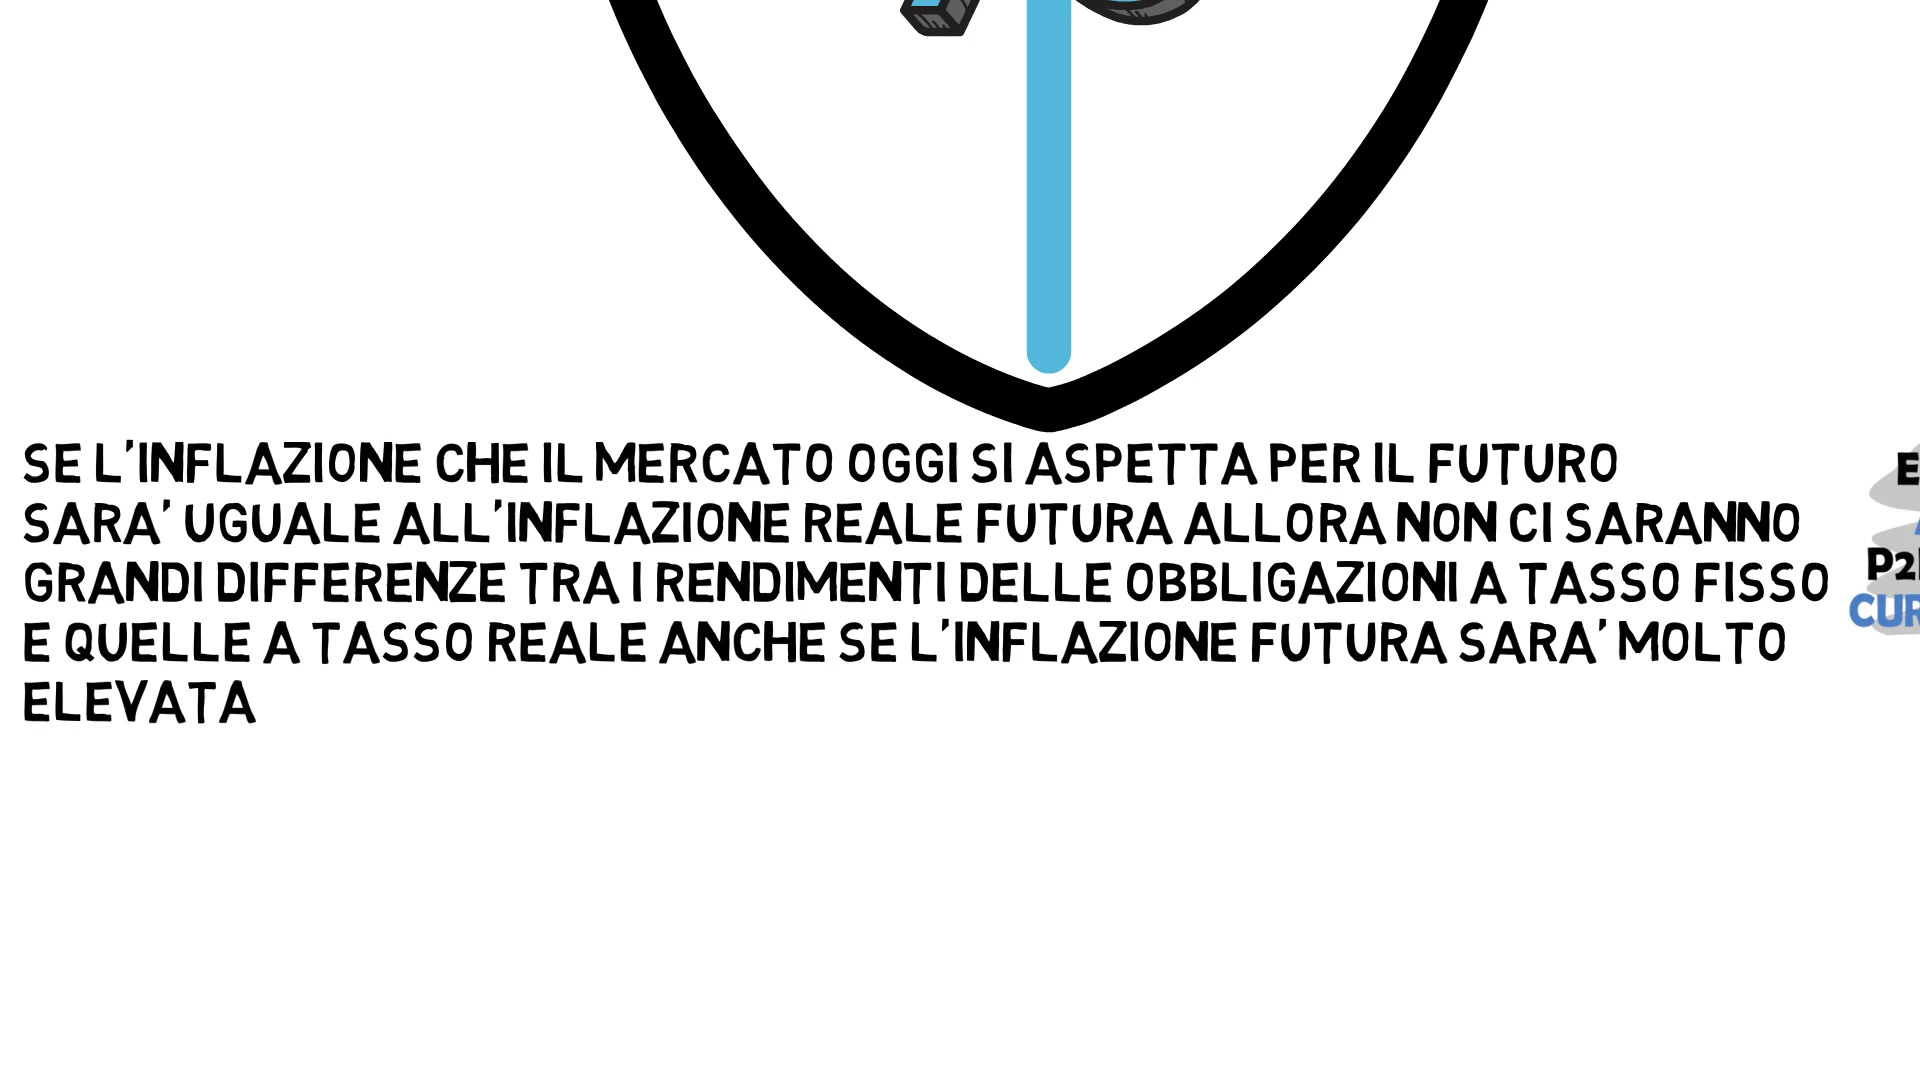 SE L'INFLAZIONE CHE IL MERCATO OGGI SI ASPETTA PER IL FUTURO
SARA' UGUALE ALL'INFLAZIONE REALE FUTURA ALLORA NON CI SARANNO
GRANDI DIFFERENZE TRA I RENDIMENTI DELLE OBBLIGAZIONI A TASSO FISSO
E QUELLE A TASSO REALE ANCHE SE L'INFLAZIONE FUTURA SARA' MOLTO
ELEVATA